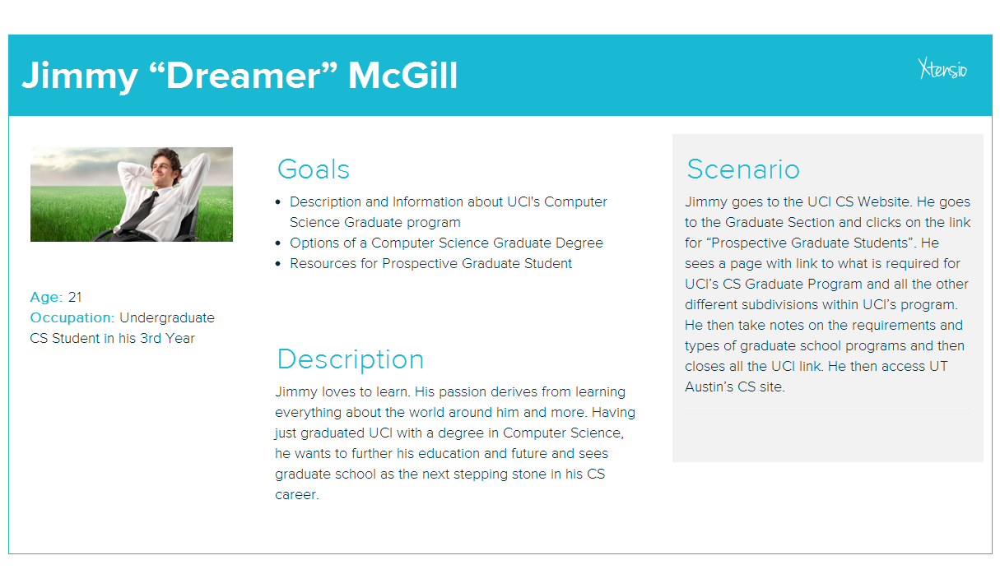 Jimmy “Dreamer” McGill
Xtensio
Age: 21
Occupation: Undergraduate
CS Student in his 3rd Year
Goals
• Description and Information about UCI's Computer
Science Graduate program
• Options of a Computer Science Graduate Degree
• Resources for Prospective Graduate Student
Description
Jimmy loves to learn. His passion derives from learning
everything about the world around him and more. Having
just graduated UCI with a degree in Computer Science,
he wants to further his education and future and sees
graduate school as the next stepping stone in his CS
career.
Scenario
Jimmy goes to the UCI CS Website. He goes
to the Graduate Section and clicks on the link
for “Prospective Graduate Students”. He
sees a page with link to what is required for
UCI’s CS Graduate Program and all the other
different subdivisions within UCI’s program.
He then take notes on the requirements and
types of graduate school programs and then
closes all the UCI link. He then access UT
Austin’s CS site.